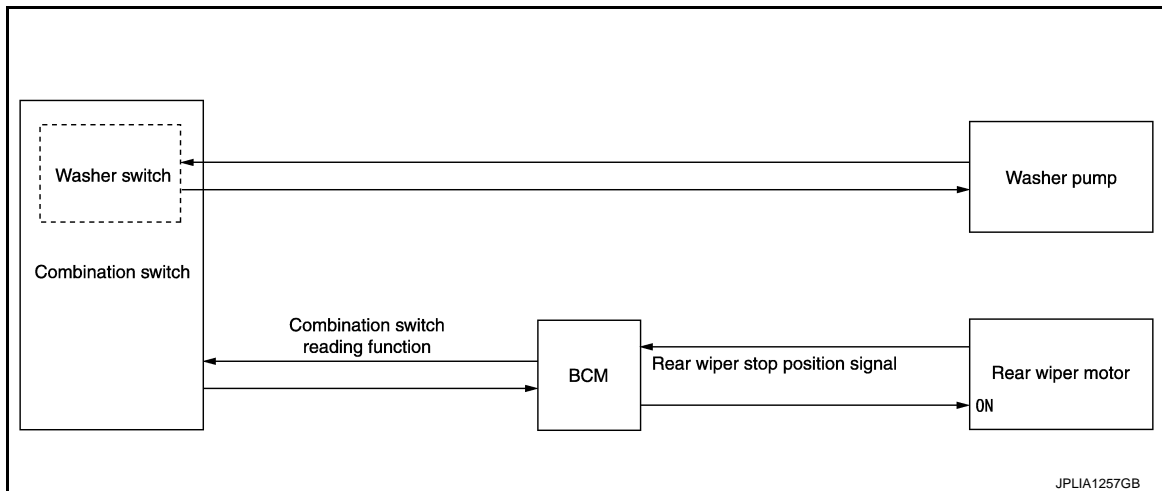 Washer switch
Washer pump
Combination switch
Combination switch
reading function
BCM
Rear wiper stop position signal
Rear wiper motor
ON
JPLIA1257GB